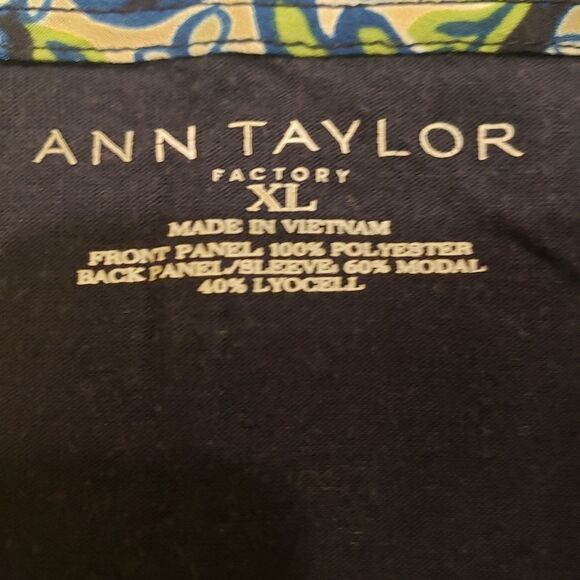 ANN TAYLOR
FACTORY
XL
MADE IN VIETNAM
FRONT PANEL: 100% POLYESTER
BACK PANEL/SLEEVE: 60% MODAL
40% LYOCELL